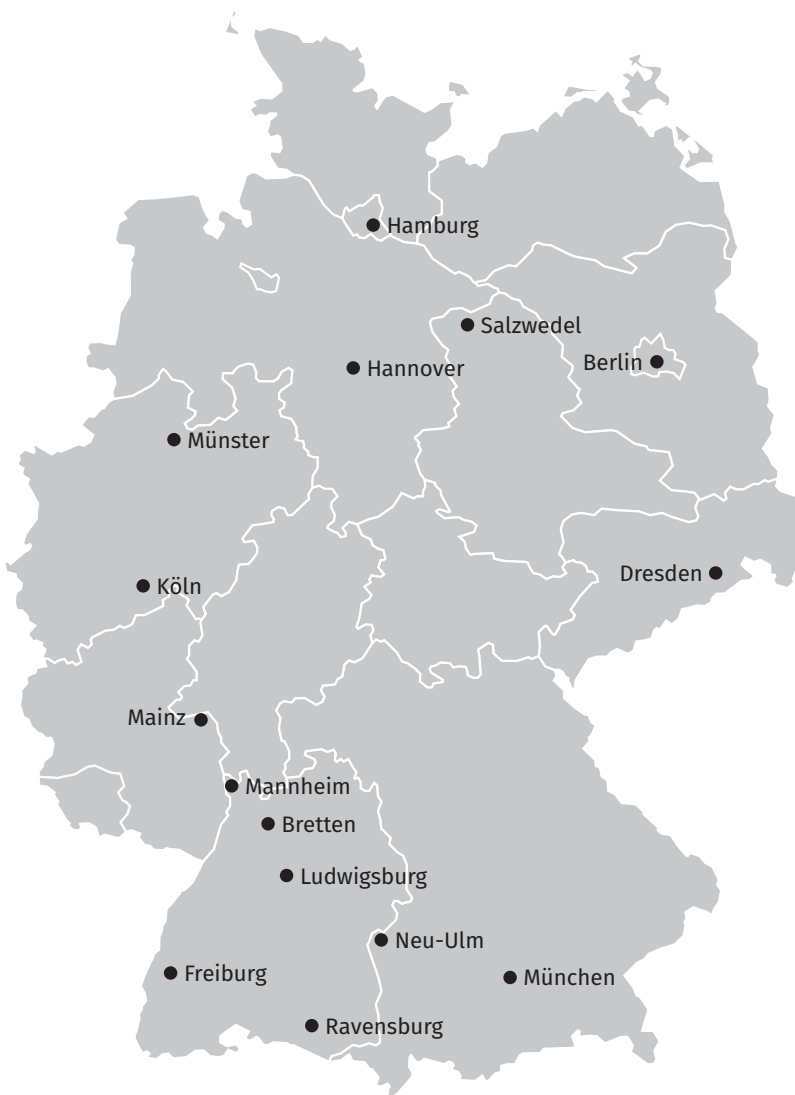 Hamburg
Salzwedel
Berlin
Hannover
Münster
Dresden
Köln
Mainz
Mannheim
Bretten
Ludwigsburg
Neu-Ulm
Freiburg
München
Ravensburg